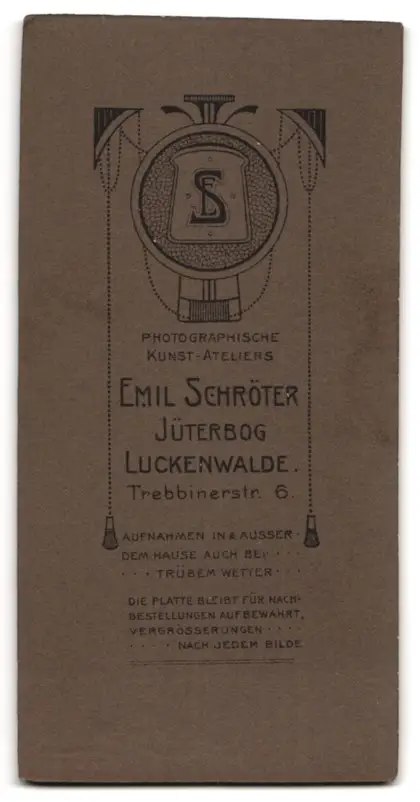 ES
PHOTOGRAPHISCHE
KUNST-ATELIERS
EMIL SCHRÖTER
JÜTERBOG
LUCKENWALDE.
Trebbinerstr. 6.
AUFNAHMEN IN & AUSSER ·
DEM HAUSE AUCH BEI · · ·
· · · TRÜBEM WETTER · · ·
DIE PLATTE BLEIBT FÜR NACH-
BESTELLUNGEN AUFBEWAHRT,
VERGRÖSSERUNGEN · · · ·
· · · · · NACH JEDEM BILDE